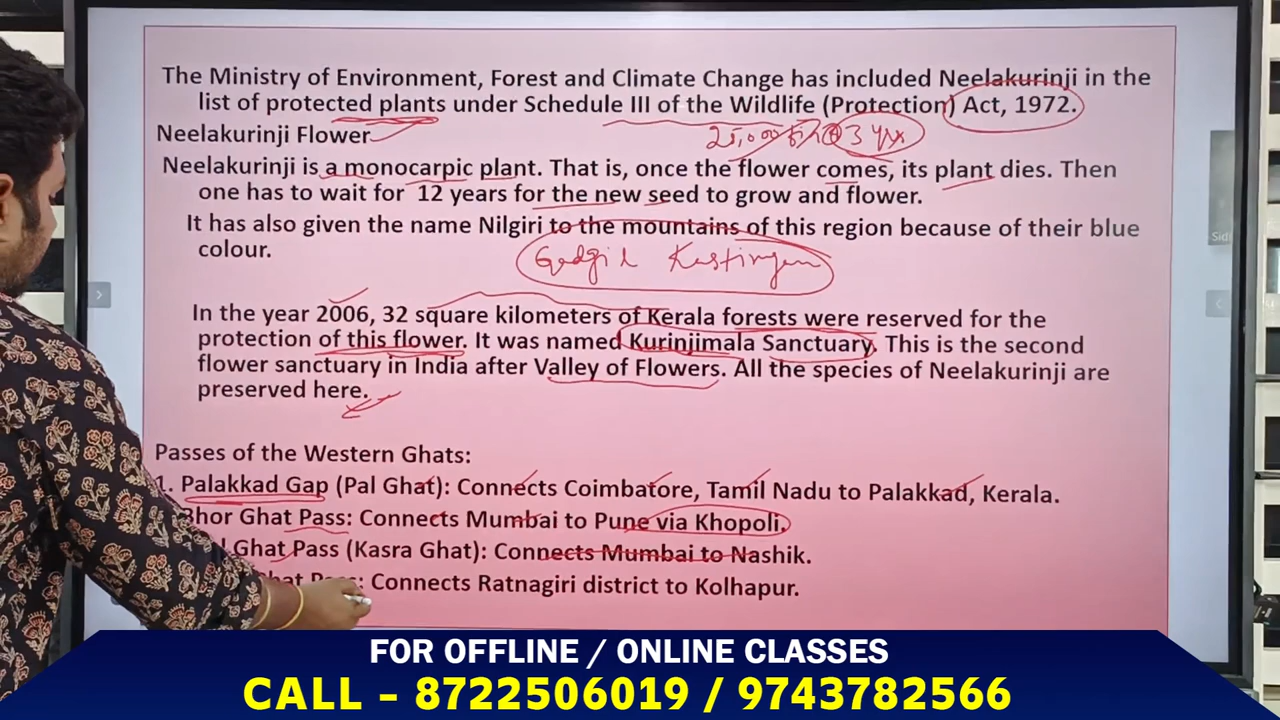 The Ministry of Environment, Forest and Climate Change has included Neelakurinji in the
list of protected plants under Schedule III of the Wildlife (Protection) Act, 1972.
Neelakurinji Flower
25,000 @ 3 yrs
Neelakurinji is a monocarpic plant. That is, once the flower comes, its plant dies. Then
one has to wait for 12 years for the new seed to grow and flower.
It has also given the name Nilgiri to the mountains of this region because of their blue
colour.
Gadgil
In the year 2006, 32 square kilometers of Kerala forests were reserved for the
protection of this flower. It was named Kurinjimala Sanctuary. This is the second
flower sanctuary in India after Valley of Flowers. All the species of Neelakurinji are
preserved here.
Passes of the Western Ghats:
1. Palakkad Gap (Pal Ghat): Connects Coimbatore, Tamil Nadu to Palakkad, Kerala.
Bhor Ghat Pass: Connects Mumbai to Pune via Khopoli.
Ghat Pass (Kasra Ghat): Connects Mumbai to Nashik.
Ghat Pass: Connects Ratnagiri district to Kolhapur.
FOR OFFLINE / ONLINE CLASSES
CALL - 8722506019 / 9743782566